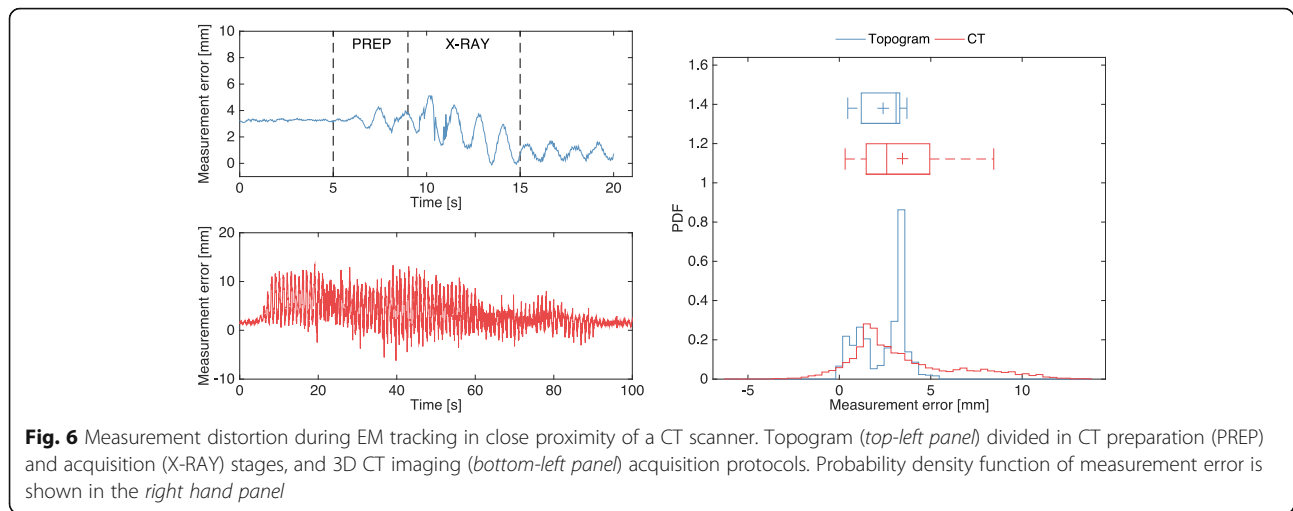 10
8
6
4
2
0
Measurement error [mm]
PREP
X-RAY
0 5 10 15 20
Time [s]
20
10
0
-10
Measurement error [mm]
0 20 40 60 80 100
Time [s]
Topogram CT
1.6
1.4
1.2
1
0.8
0.6
0.4
0.2
0
PDF
-5 0 5 10
Measurement error [mm]
Fig. 6 Measurement distortion during EM tracking in close proximity of a CT scanner. Topogram (top-left panel) divided in CT preparation (PREP)
and acquisition (X-RAY) stages, and 3D CT imaging (bottom-left panel) acquisition protocols. Probability density function of measurement error is
shown in the right hand panel